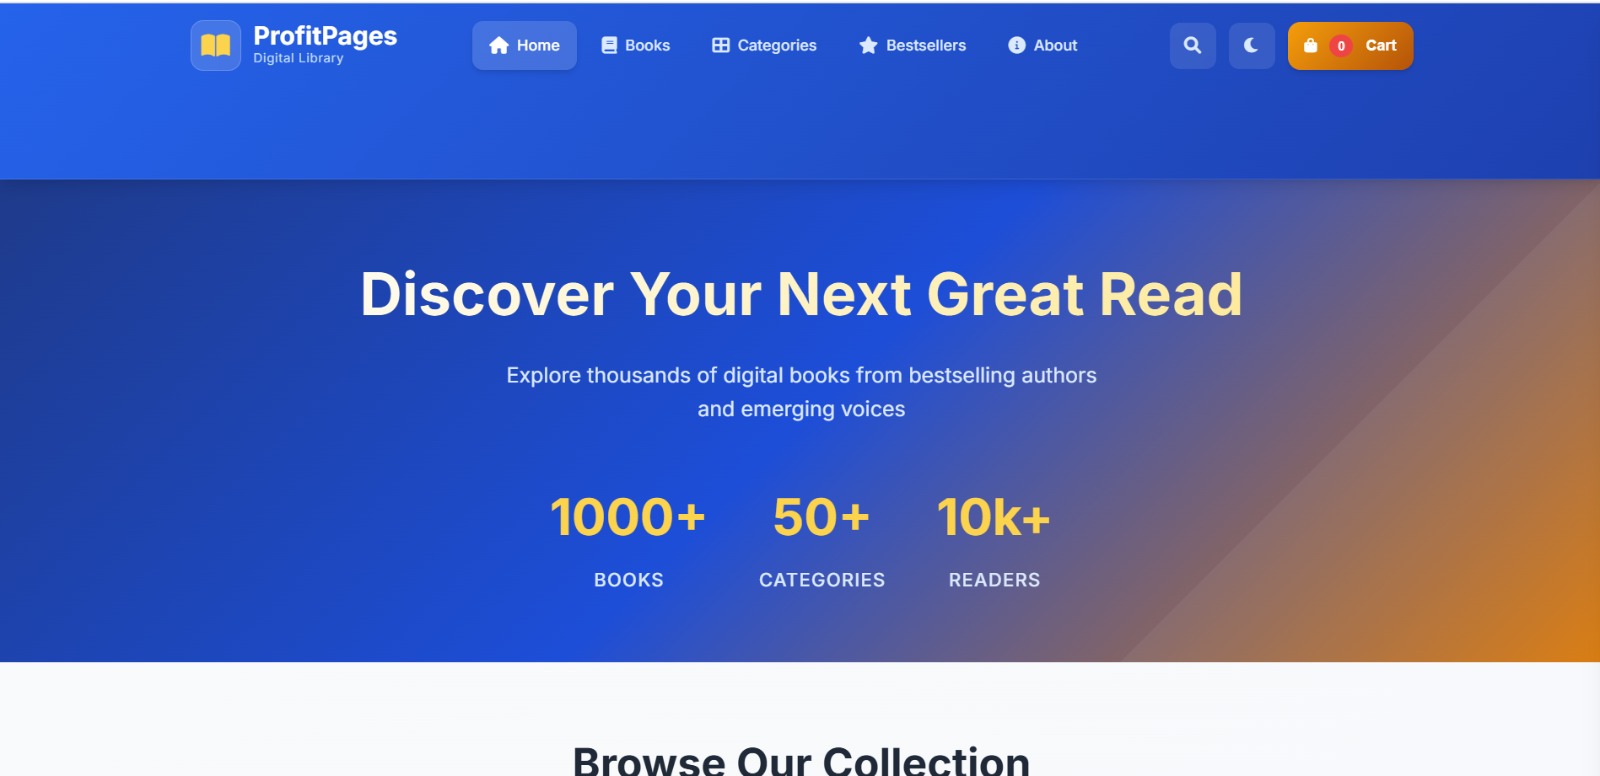 ProfitPages
Digital Library
Home
Books
Categories
Bestsellers
About
0
Cart
Discover Your Next Great Read
Explore thousands of digital books from bestselling authors
and emerging voices
1000+
50+
10k+
BOOKS
CATEGORIES
READERS
Browse Our Collection